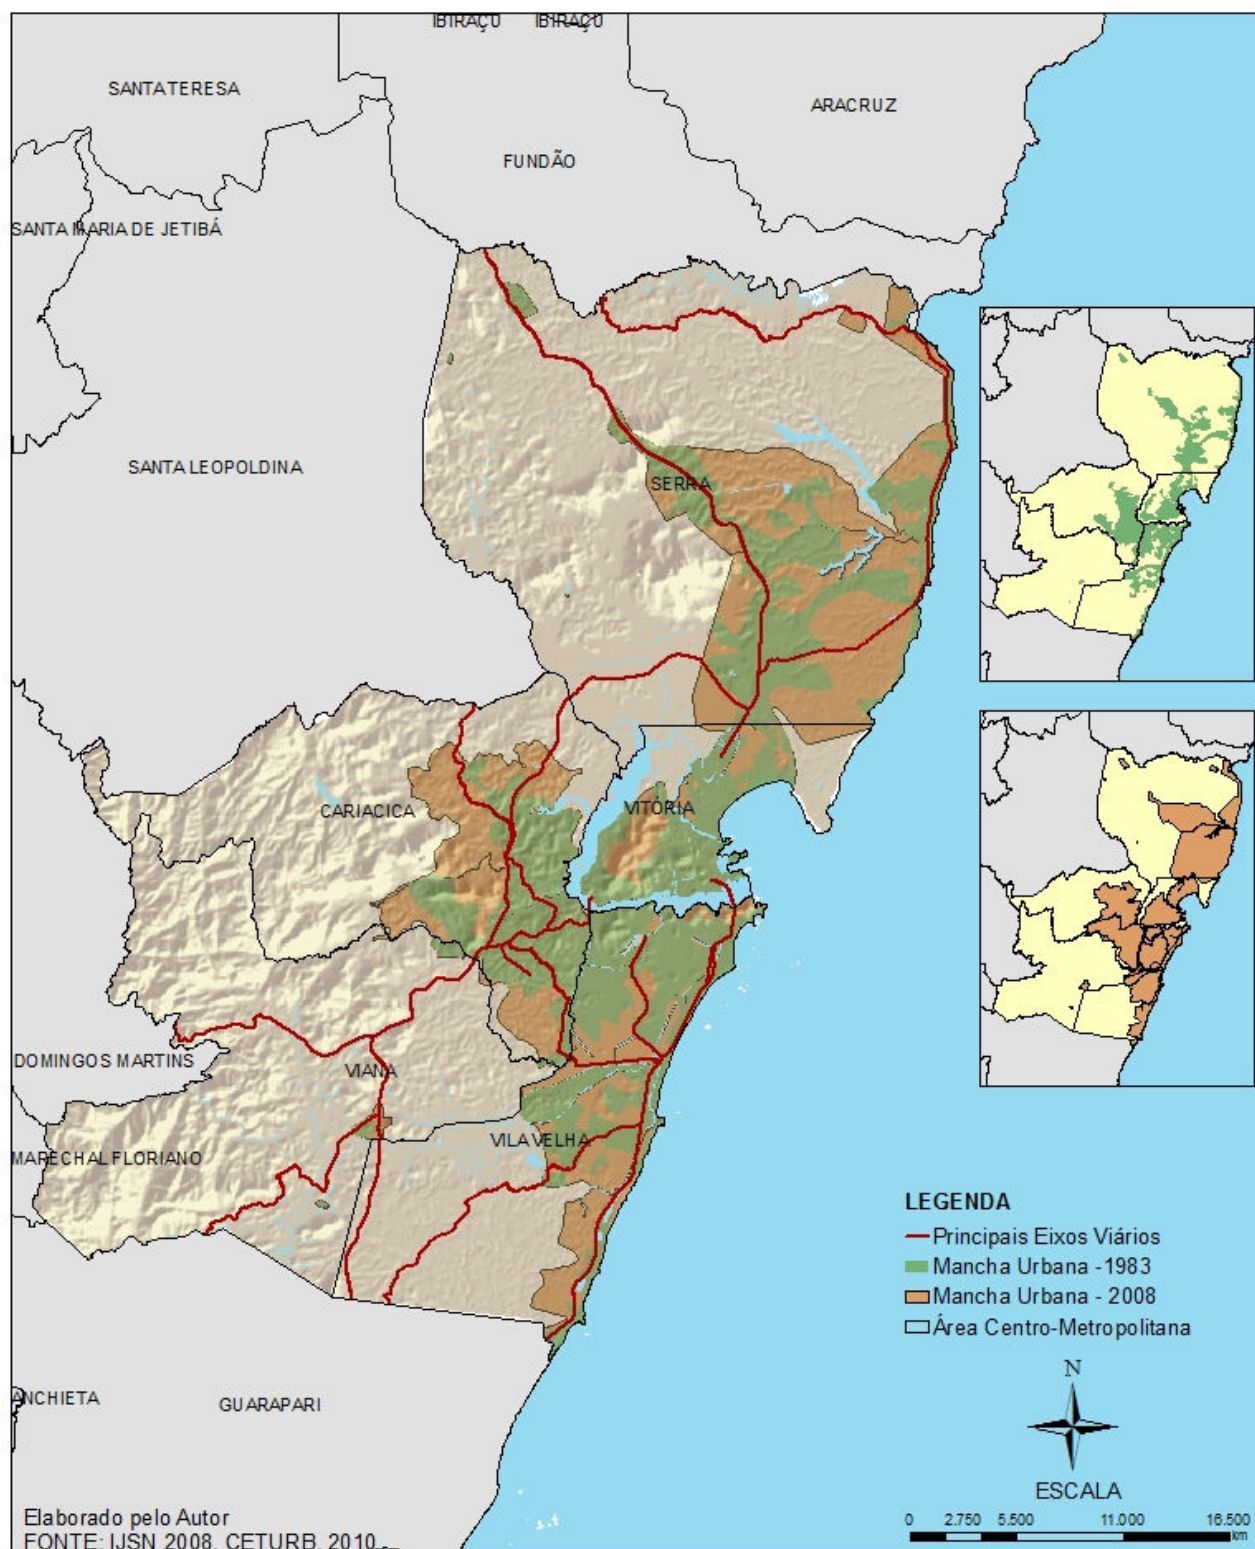 IBIRAÇU IBIRAÇU
SANTA TERESA
ARACRUZ
FUNDÃO
SANTA MARIA DE JETIBÁ
SANTA LEOPOLDINA
SERRA
CARIACICA
VITÓRIA
DOMINGOS MARTINS
VIANA
VILA VELHA
MARECHAL FLORIANO
ANCHIETA
GUARAPARI
LEGENDA
Principais Eixos Viários
Mancha Urbana -1983
Mancha Urbana - 2008
Área Centro-Metropolitana
N
ESCALA
0 2.750 5.500 11.000 16.500
km
Elaborado pelo Autor
FONTE: IJSN 2008, CETURB, 2010